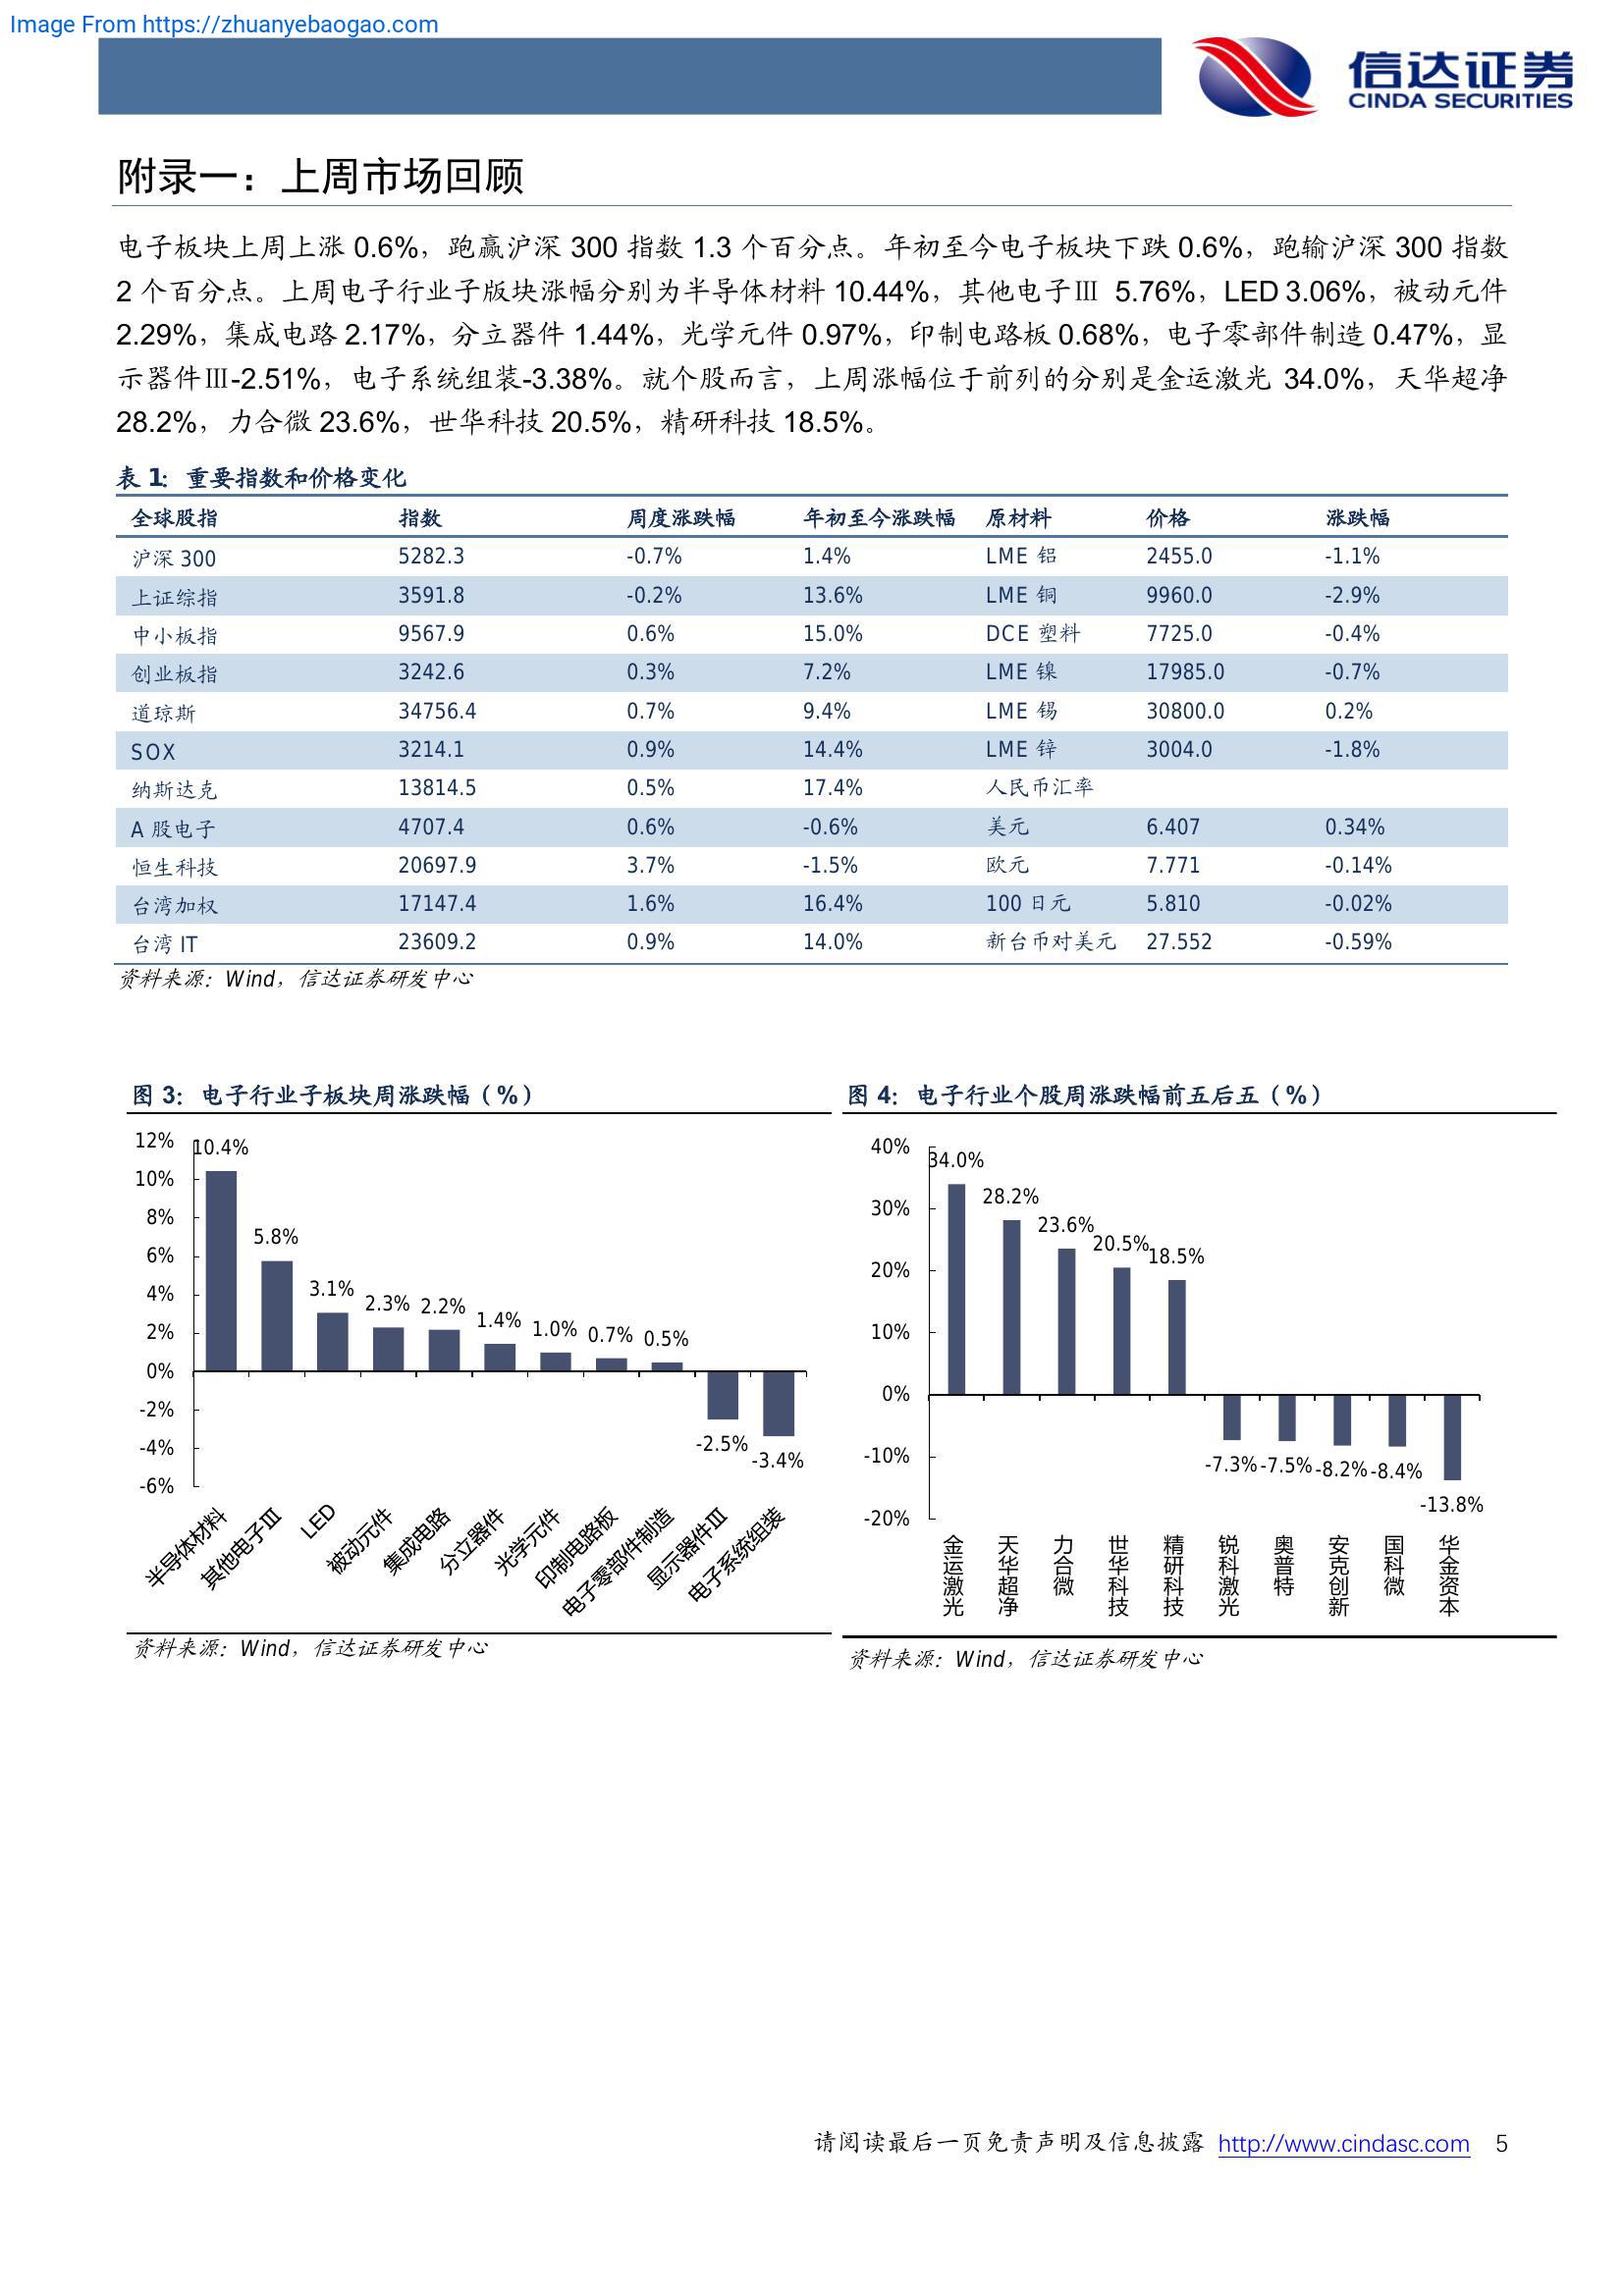 Image From https://zhuanyebaogao.com
信达证券
CINDA SECURITIES
附录一：上周市场回顾
电子板块上周上涨 0.6%，跑赢沪深 300 指数 1.3 个百分点。年初至今电子板块下跌 0.6%，跑输沪深 300 指数
2 个百分点。上周电子行业子版块涨幅分别为半导体材料 10.44%，其他电子Ⅲ 5.76%，LED 3.06%，被动元件
2.29%，集成电路 2.17%，分立器件 1.44%，光学元件 0.97%，印制电路板 0.68%，电子零部件制造 0.47%，显
示器件Ⅲ-2.51%，电子系统组装-3.38%。就个股而言，上周涨幅位于前列的分别是金运激光 34.0%，天华超净
28.2%，力合微 23.6%，世华科技 20.5%，精研科技 18.5%。
表 1：重要指数和价格变化
全球股指 指数 周度涨跌幅 年初至今涨跌幅 原材料 价格 涨跌幅
沪深 300 5282.3 -0.7% 1.4% LME 铝 2455.0 -1.1%
上证综指 3591.8 -0.2% 13.6% LME 铜 9960.0 -2.9%
中小板指 9567.9 0.6% 15.0% DCE 塑料 7725.0 -0.4%
创业板指 3242.6 0.3% 7.2% LME 镍 17985.0 -0.7%
道琼斯 34756.4 0.7% 9.4% LME 锡 30800.0 0.2%
SOX 3214.1 0.9% 14.4% LME 锌 3004.0 -1.8%
纳斯达克 13814.5 0.5% 17.4% 人民币汇率
A 股电子 4707.4 0.6% -0.6% 美元 6.407 0.34%
恒生科技 20697.9 3.7% -1.5% 欧元 7.771 -0.14%
台湾加权 17147.4 1.6% 16.4% 100 日元 5.810 -0.02%
台湾 IT 23609.2 0.9% 14.0% 新台币对美元 27.552 -0.59%
资料来源：Wind，信达证券研发中心
图 3：电子行业子板块周涨跌幅（%）
12%
10%
8%
6%
4%
2%
0%
-2%
-4%
-6%
10.4%
5.8%
3.1%
2.3%
2.2%
1.4%
1.0%
0.7%
0.5%
-2.5%
-3.4%
半导体材料
其他电子Ⅲ
LED
被动元件
集成电路
分立器件
光学元件
印制电路板
电子零部件制造
显示器件Ⅲ
电子系统组装
资料来源：Wind，信达证券研发中心
图 4：电子行业个股周涨跌幅前五后五（%）
40%
30%
20%
10%
0%
-10%
-20%
34.0%
28.2%
23.6%
20.5%
18.5%
-7.3%
-7.5%
-8.2%
-8.4%
-13.8%
金运激光
天华超净
力合微
世华科技
精研科技
锐科激光
奥普特
安克创新
国科微
华金资本
资料来源：Wind，信达证券研发中心
请阅读最后一页免责声明及信息披露 http://www.cindasc.com 5